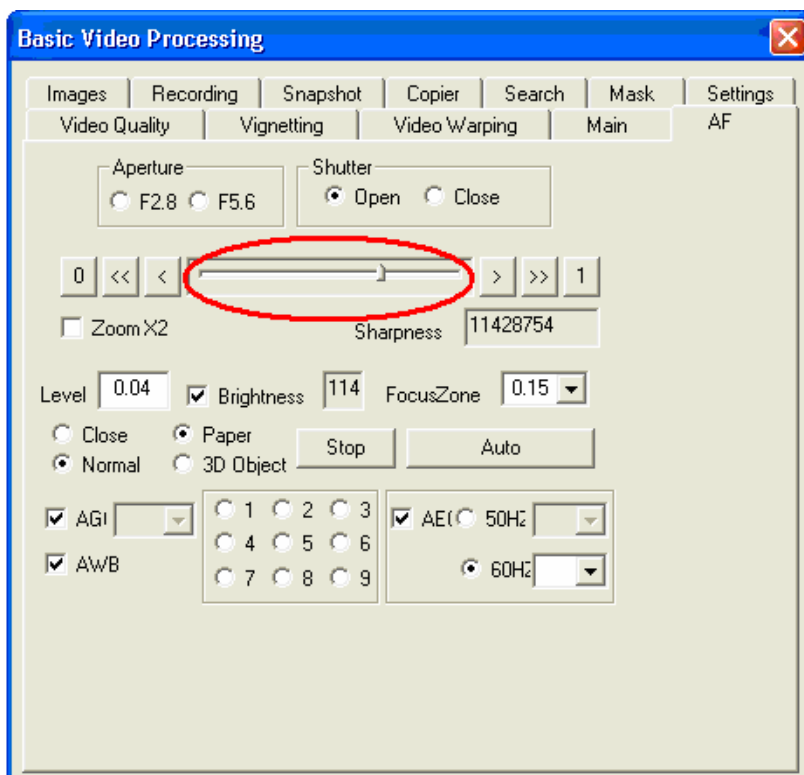 Basic Video Processing
Images Recording Snapshot Copier Search Mask Settings
Video Quality Vignetting Video Warping Main AF
Aperture Shutter
F2.8 F5.6 Open Close
0 << < > >> 1
Zoom X2 Sharpness 11428754
Level 0.04 Brightness 114 FocusZone 0.15
Close Paper Stop Auto
Normal 3D Object
AG 1 2 3 AE 50HZ
4 5 6
AWB 7 8 9 60HZ